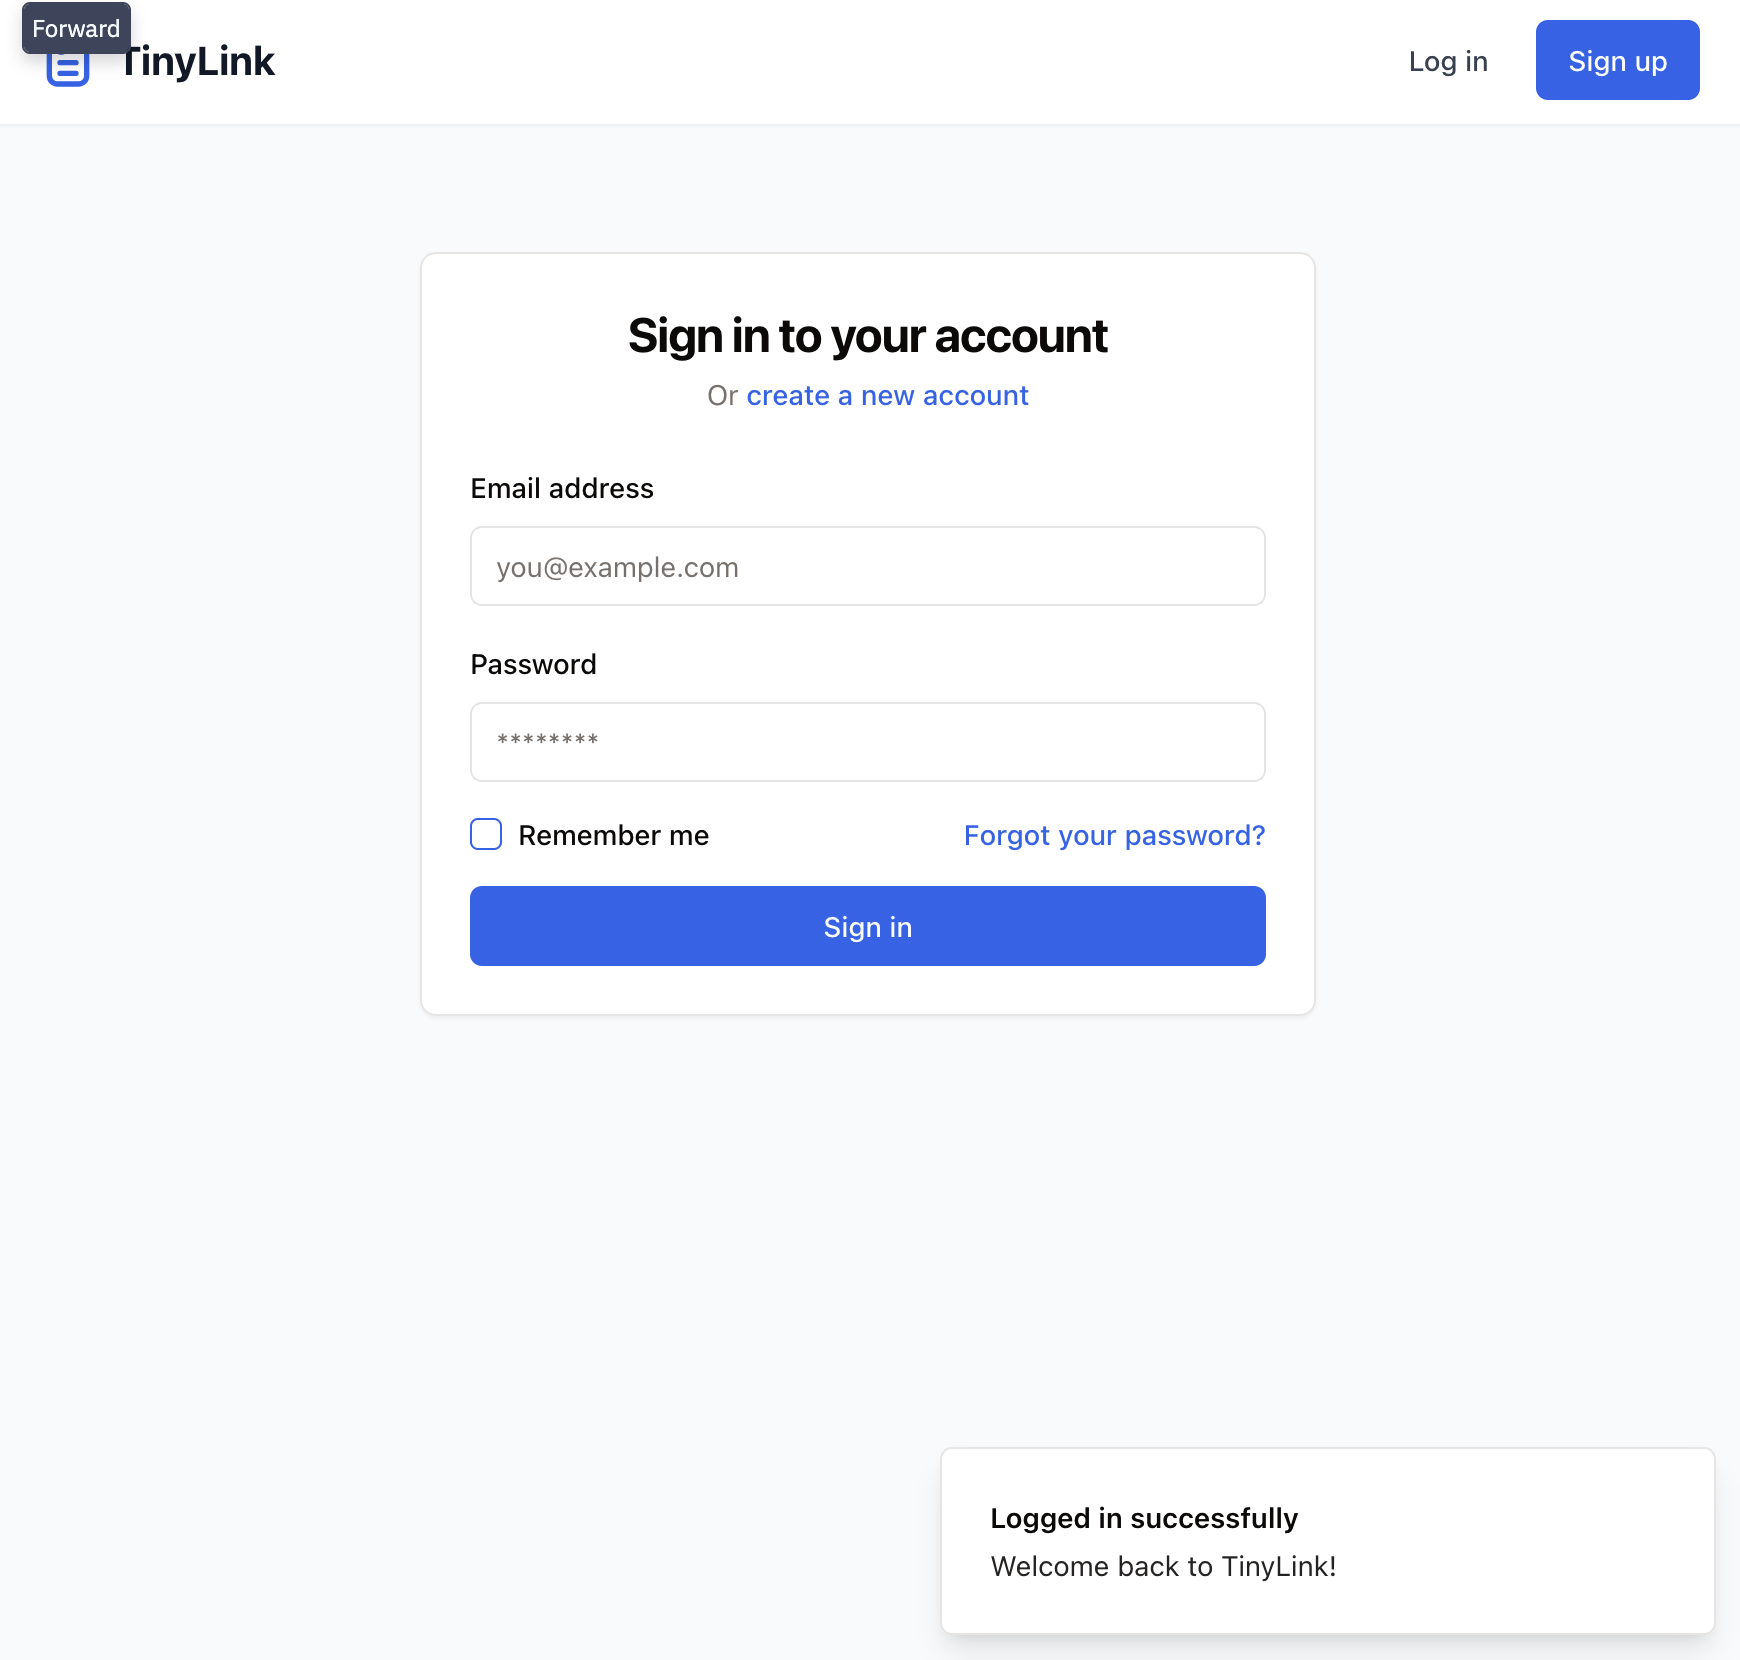 Forward
TinyLink
Log in
Sign up
Sign in to your account
Or create a new account
Email address
you@example.com
Password
********
Remember me
Forgot your password?
Sign in
Logged in successfully
Welcome back to TinyLink!